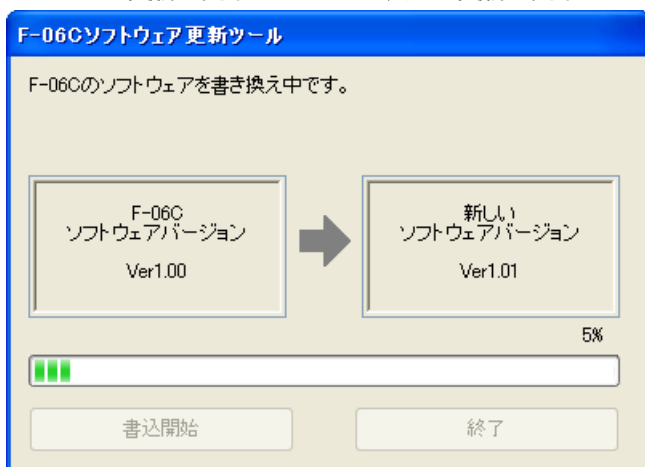 F-06Cソフトウェア更新ツール
F-06Cのソフトウェアを書き換え中です。
F-06C
ソフトウェアバージョン
Ver1.00
新しい
ソフトウェアバージョン
Ver1.01
5%
書込開始
終了